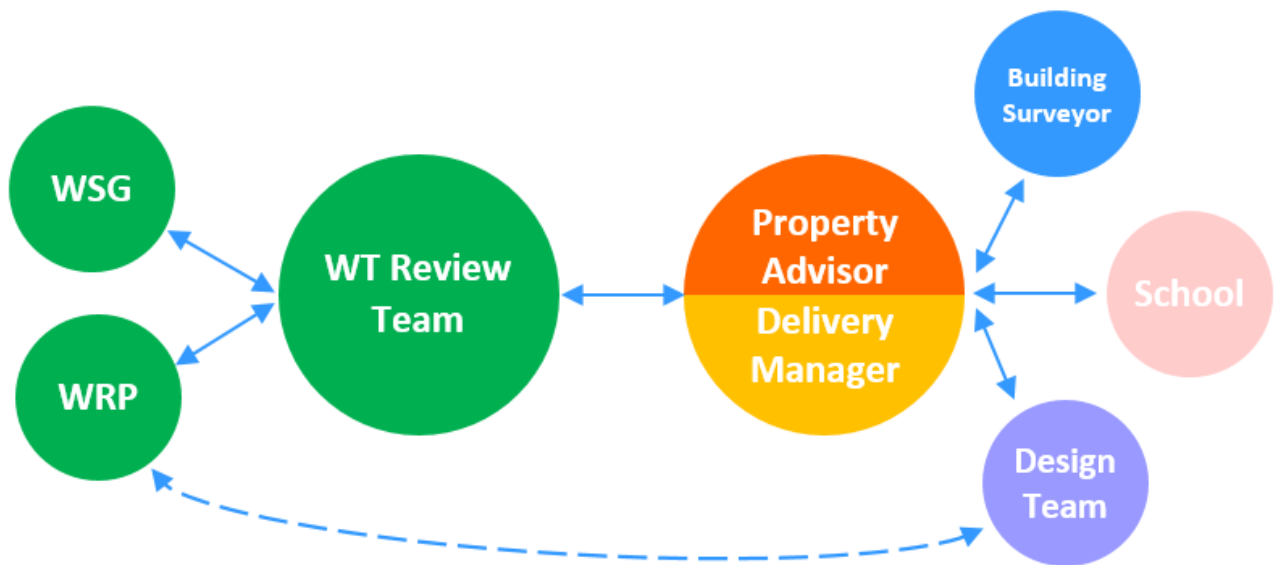 WSG
WRP
WT Review
Team
Property
Advisor
Delivery
Manager
Building
Surveyor
School
Design
Team